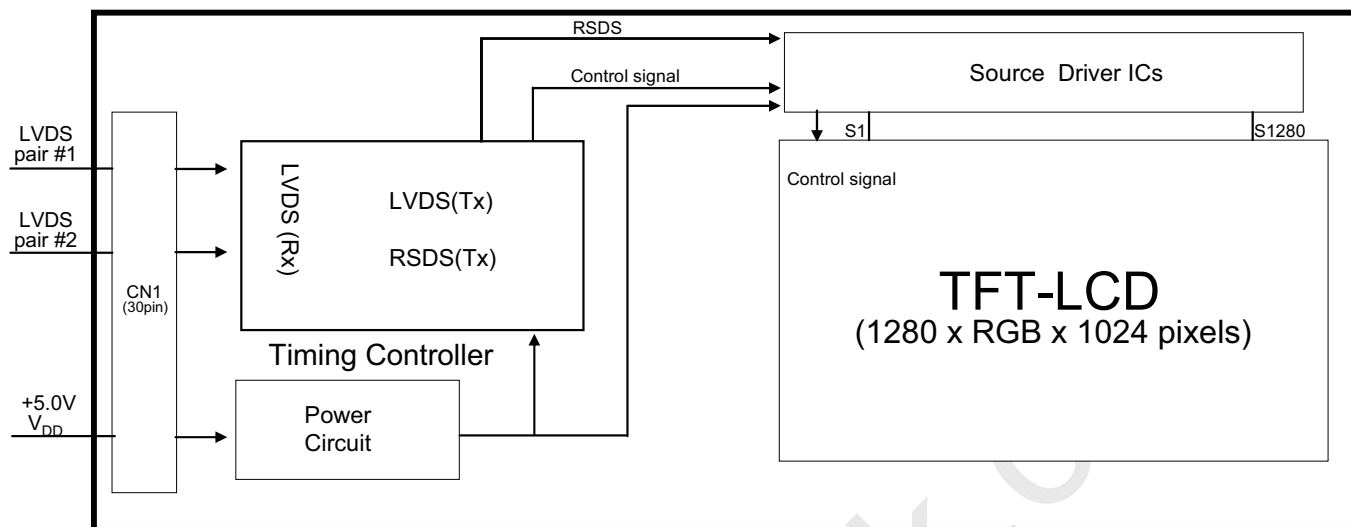 RSDS
Control signal
Source Driver ICs
S1
S1280
LVDS
pair #1
LVDS
pair #2
CN1
(30pin)
LVDS (Rx)
LVDS(Tx)
RSDS(Tx)
Timing Controller
Control signal
TFT-LCD
(1280 x RGB x 1024 pixels)
+5.0V
VDD
Power
Circuit